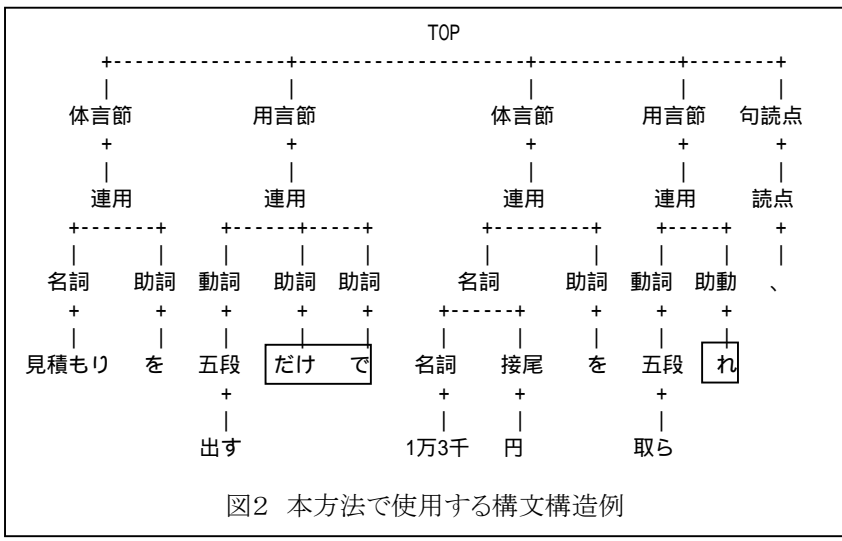 TOP
体言節 用言節 体言節 用言節 句読点
連用 連用 連用 連用 読点
名詞 助詞 動詞 助詞 助詞 名詞 助詞 動詞 助動 、
見積もり を 五段 だけ で 名詞 接尾 を 五段 れ
出す 1万3千 円 取ら
図2 本方法で使用する構文構造例